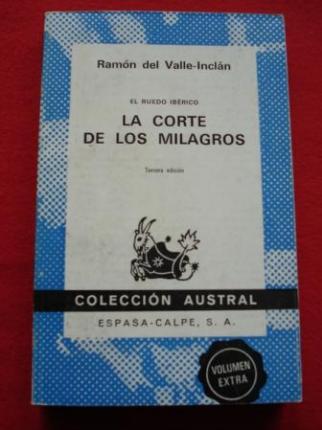 Ramón del Valle-Inclán
EL RUEDO IBÉRICO
LA CORTE
DE LOS MILAGROS
Tercera edición
COLECCIÓN AUSTRAL
ESPASA-CALPE, S. A.
VOLUMEN
EXTRA